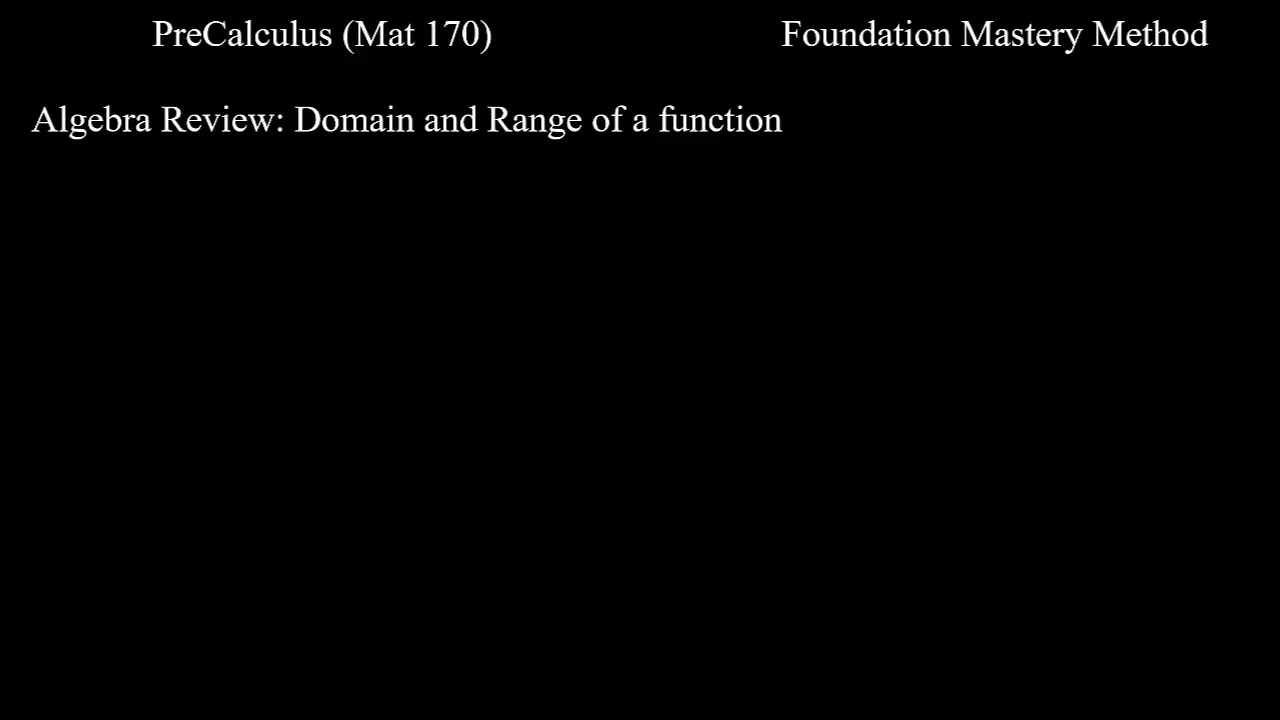 PreCalculus (Mat 170) Foundation Mastery Method
Algebra Review: Domain and Range of a function